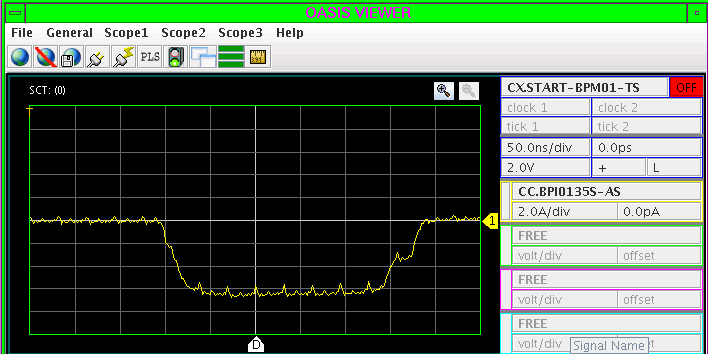 OASIS VIEWER
File General Scope1 Scope2 Scope3 Help
PLS
SCT: (0)
CX.START-BPM01-TS OFF
clock 1 clock 2
tick 1 tick 2
50.0ns/div 0.0ps
2.0V + L
CC.BPI0135S-AS
2.0A/div 0.0pA
1
FREE
volt/div offset
FREE
volt/div offset
FREE
volt/div offset
Signal Name
D